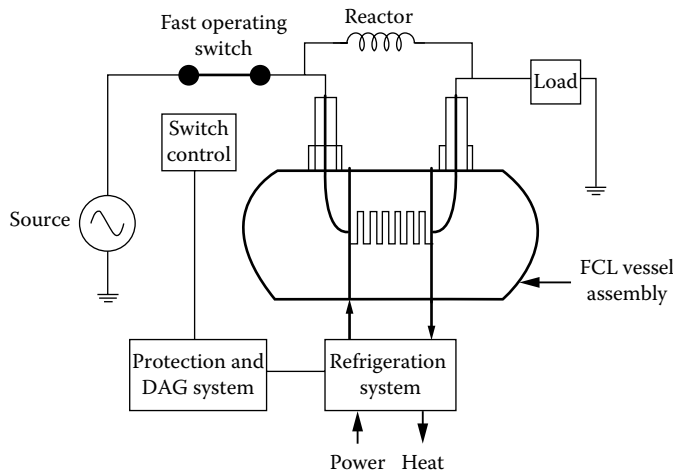 Fast operating
switch
Reactor
Load
Switch
control
Source
FCL vessel
assembly
Protection and
DAG system
Refrigeration
system
Power
Heat